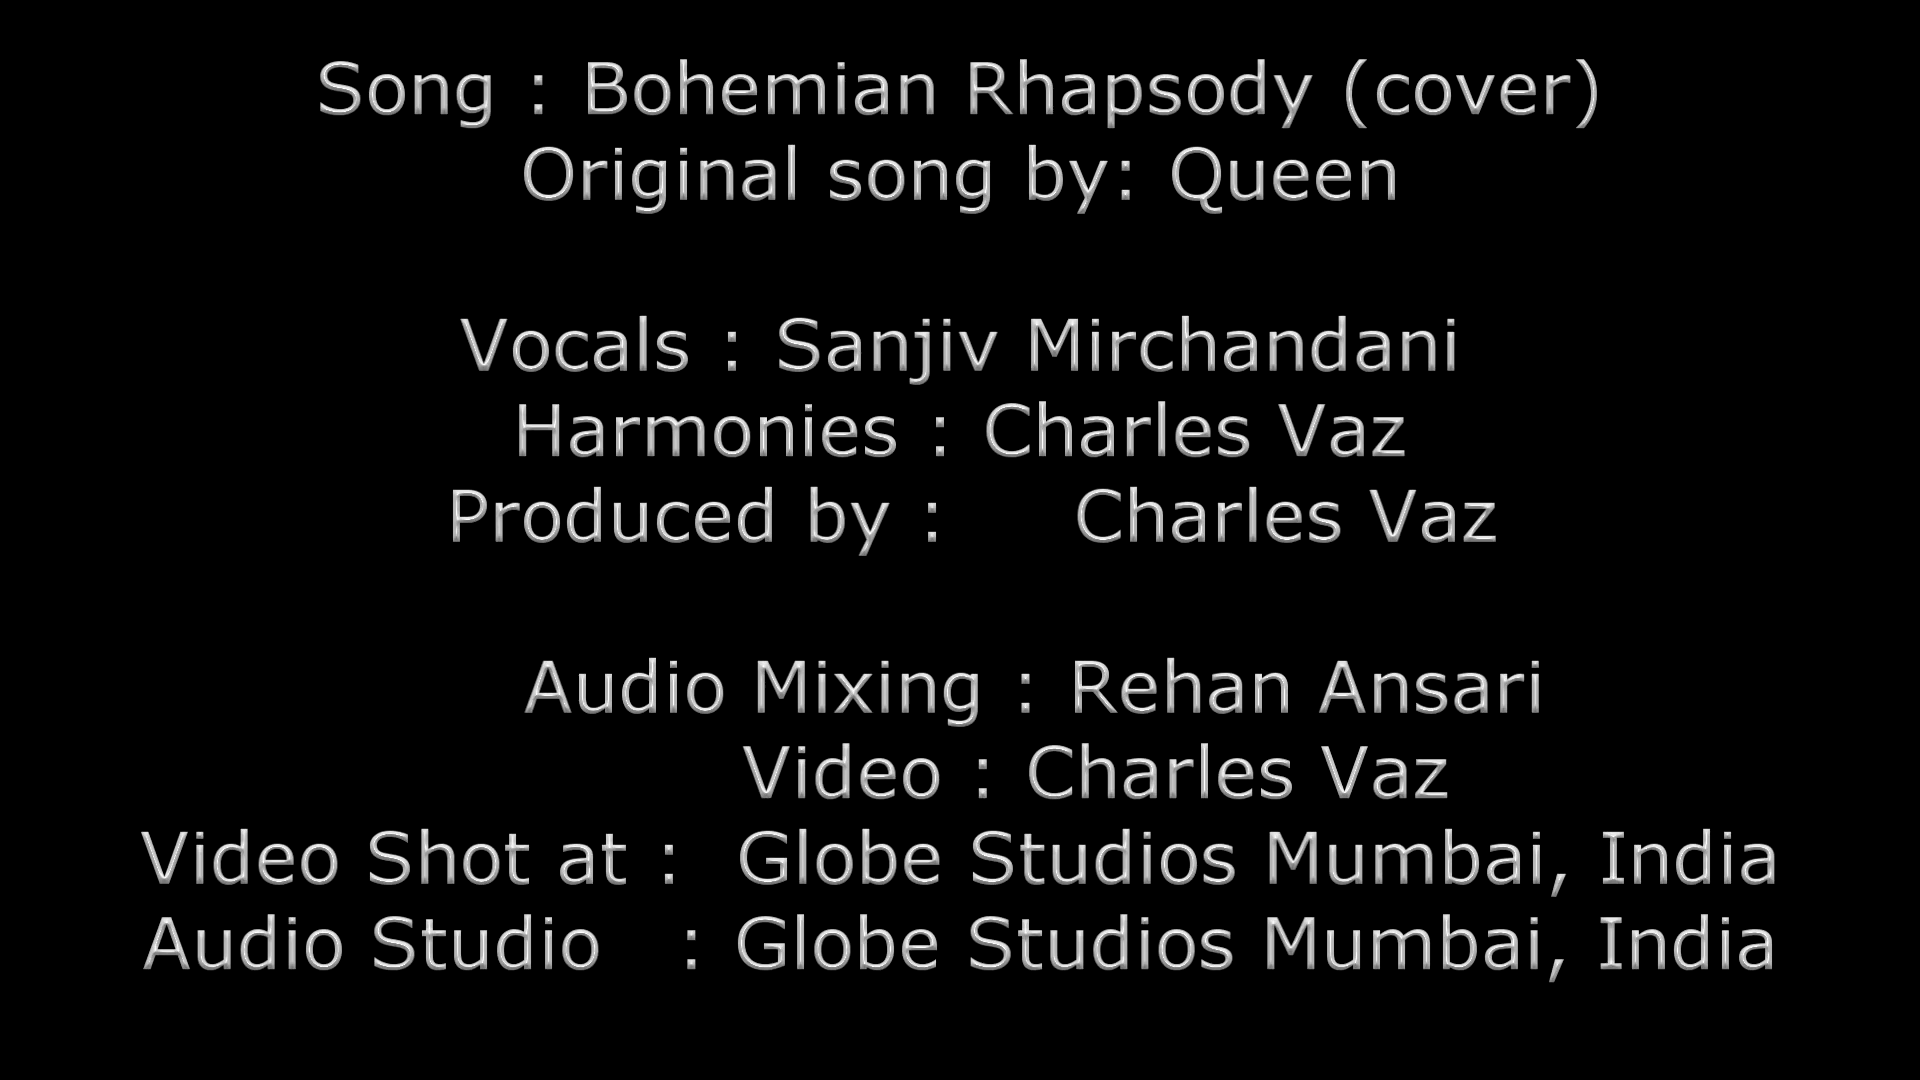 Song : Bohemian Rhapsody (cover)
Original song by: Queen
Vocals : Sanjiv Mirchandani
Harmonies : Charles Vaz
Produced by : Charles Vaz
Audio Mixing : Rehan Ansari
Video : Charles Vaz
Video Shot at : Globe Studios Mumbai, India
Audio Studio : Globe Studios Mumbai, India